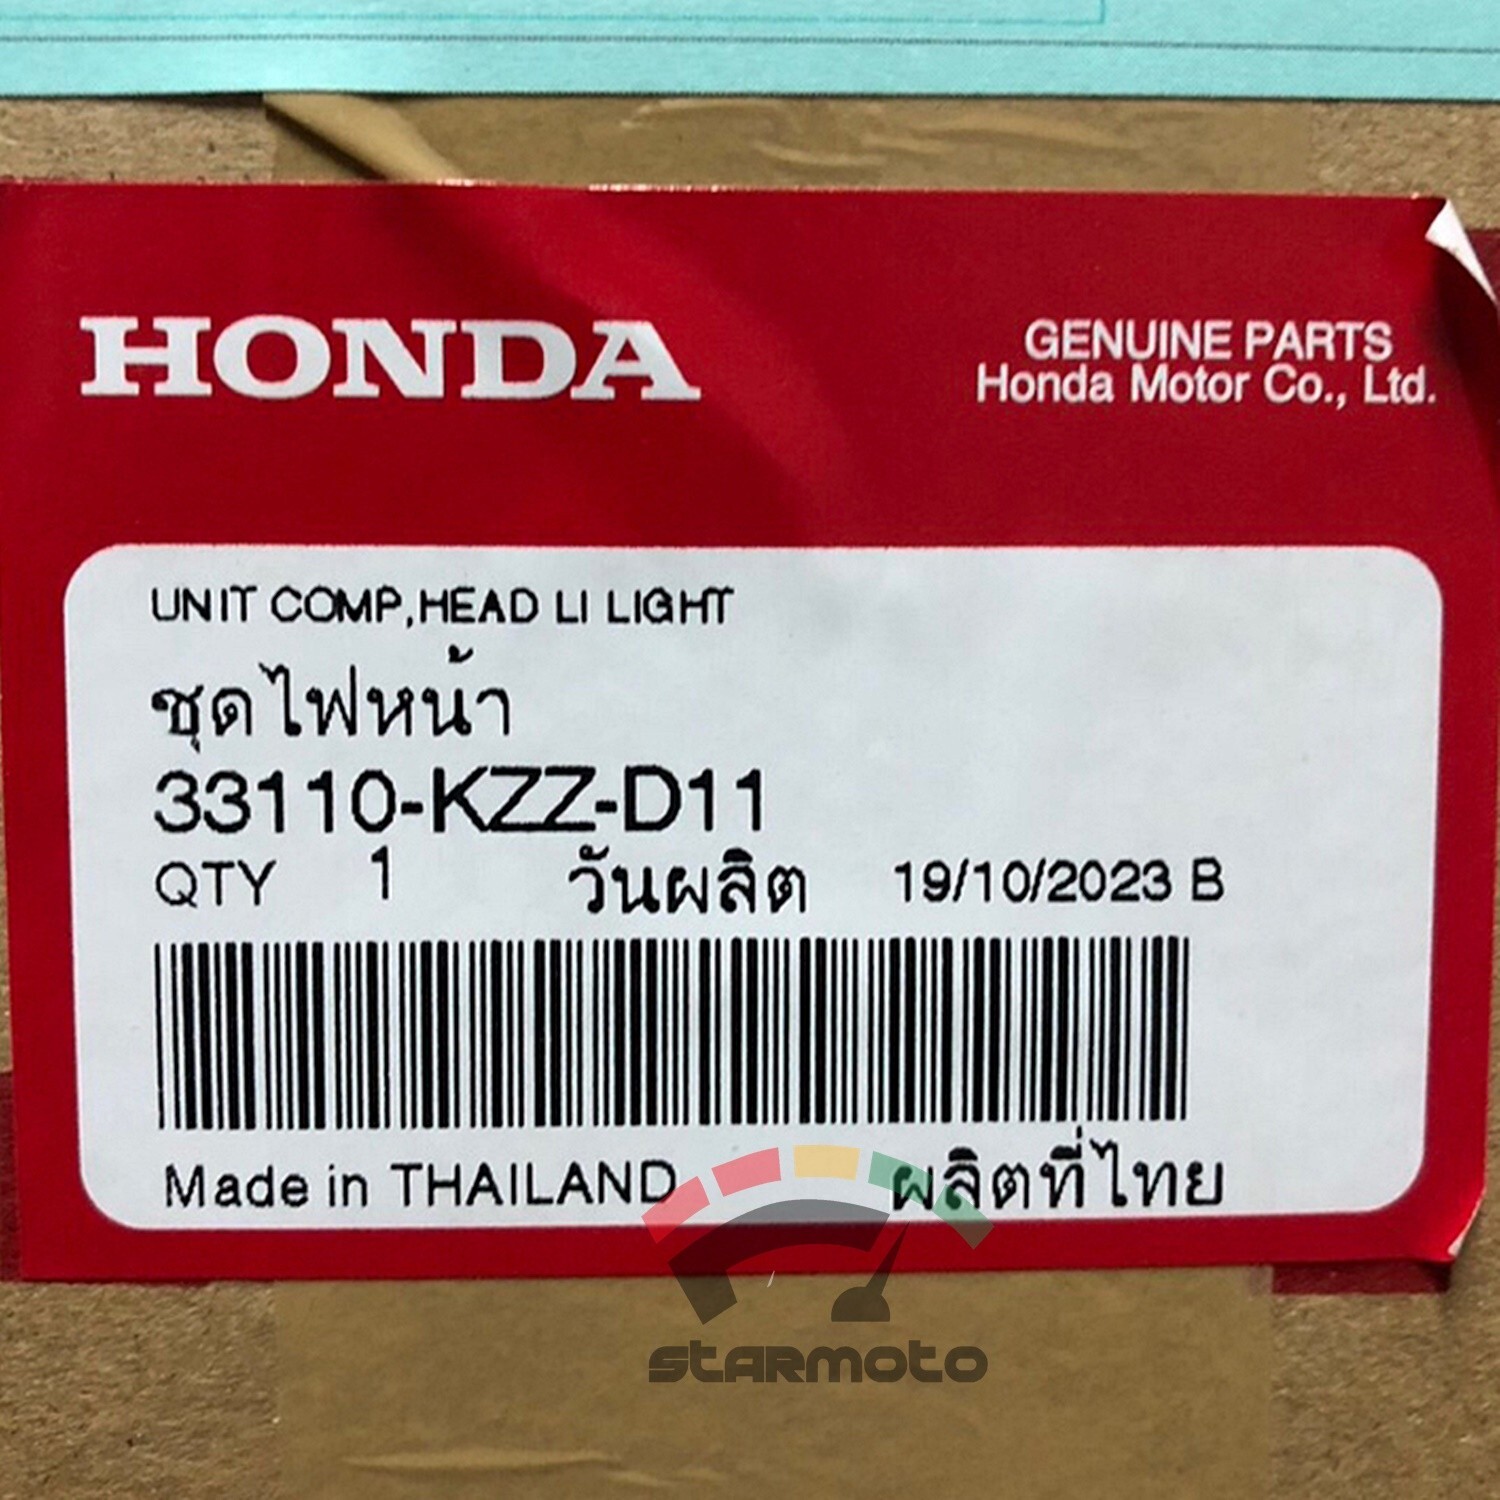 HONDA
GENUINE PARTS
Honda Motor Co., Ltd.
UNIT COMP,HEAD LI LIGHT
ชุดไฟหน้า
33110-KZZ-D11
QTY 1 วันผลิต 19/10/2023 B
Made in THAILAND ผลิตที่ไทย
STARMOTO